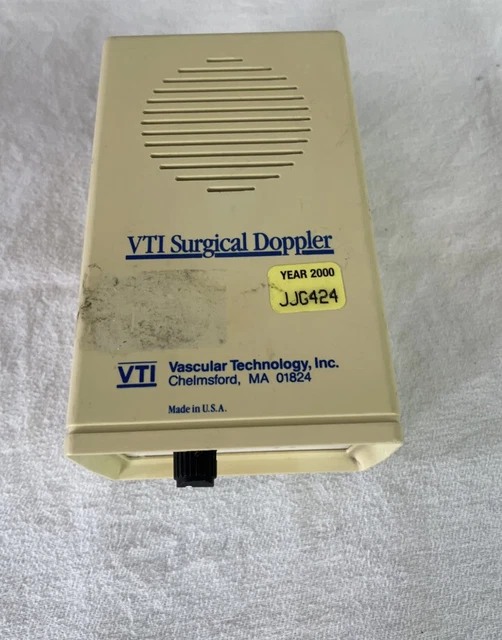 VTI Surgical Doppler
YEAR 2000
JJG424
VTI
Vascular Technology, Inc.
Chelmsford, MA 01824
Made in U.S.A.